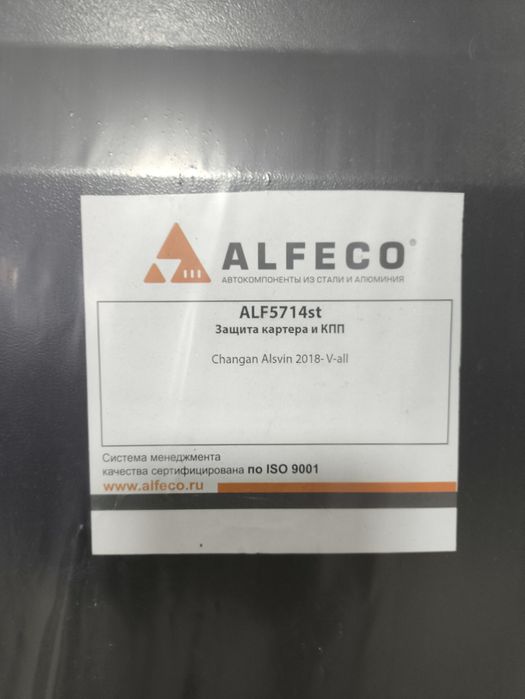 ALFECO®
АВТОКОМПОНЕНТЫ ИЗ СТАЛИ И АЛЮМИНИЯ
ALF5714st
Защита картера и КПП
Changan Alsvin 2018- V-all
Система менеджмента
качества сертифицирована по ISO 9001
www.alfeco.ru